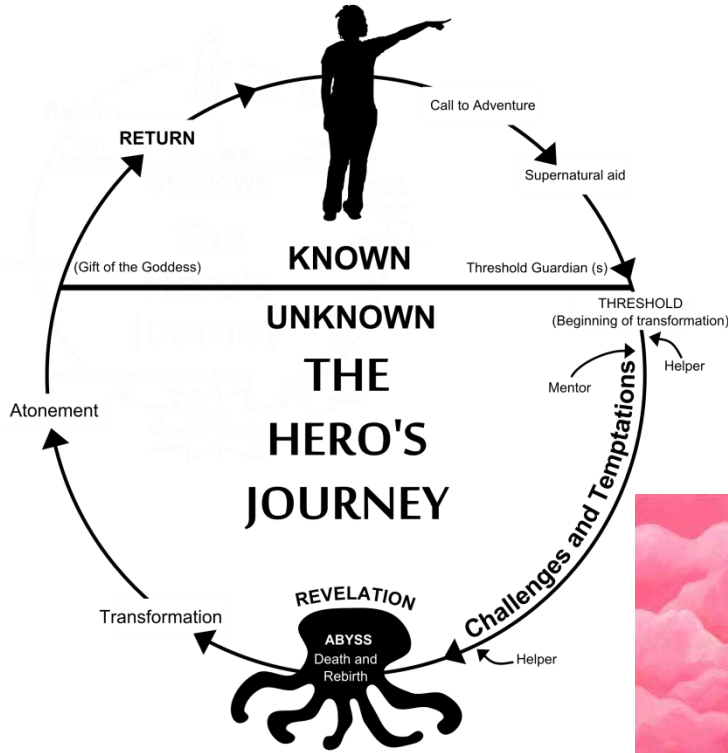 Call to Adventure
Supernatural aid
Threshold Guardian (s)
THRESHOLD
(Beginning of transformation)
Helper
Mentor
Challenges and Temptations
Helper
REVELATION
ABYSS
Death and
Rebirth
Transformation
Atonement
(Gift of the Goddess)
RETURN
KNOWN
UNKNOWN
THE
HERO'S
JOURNEY